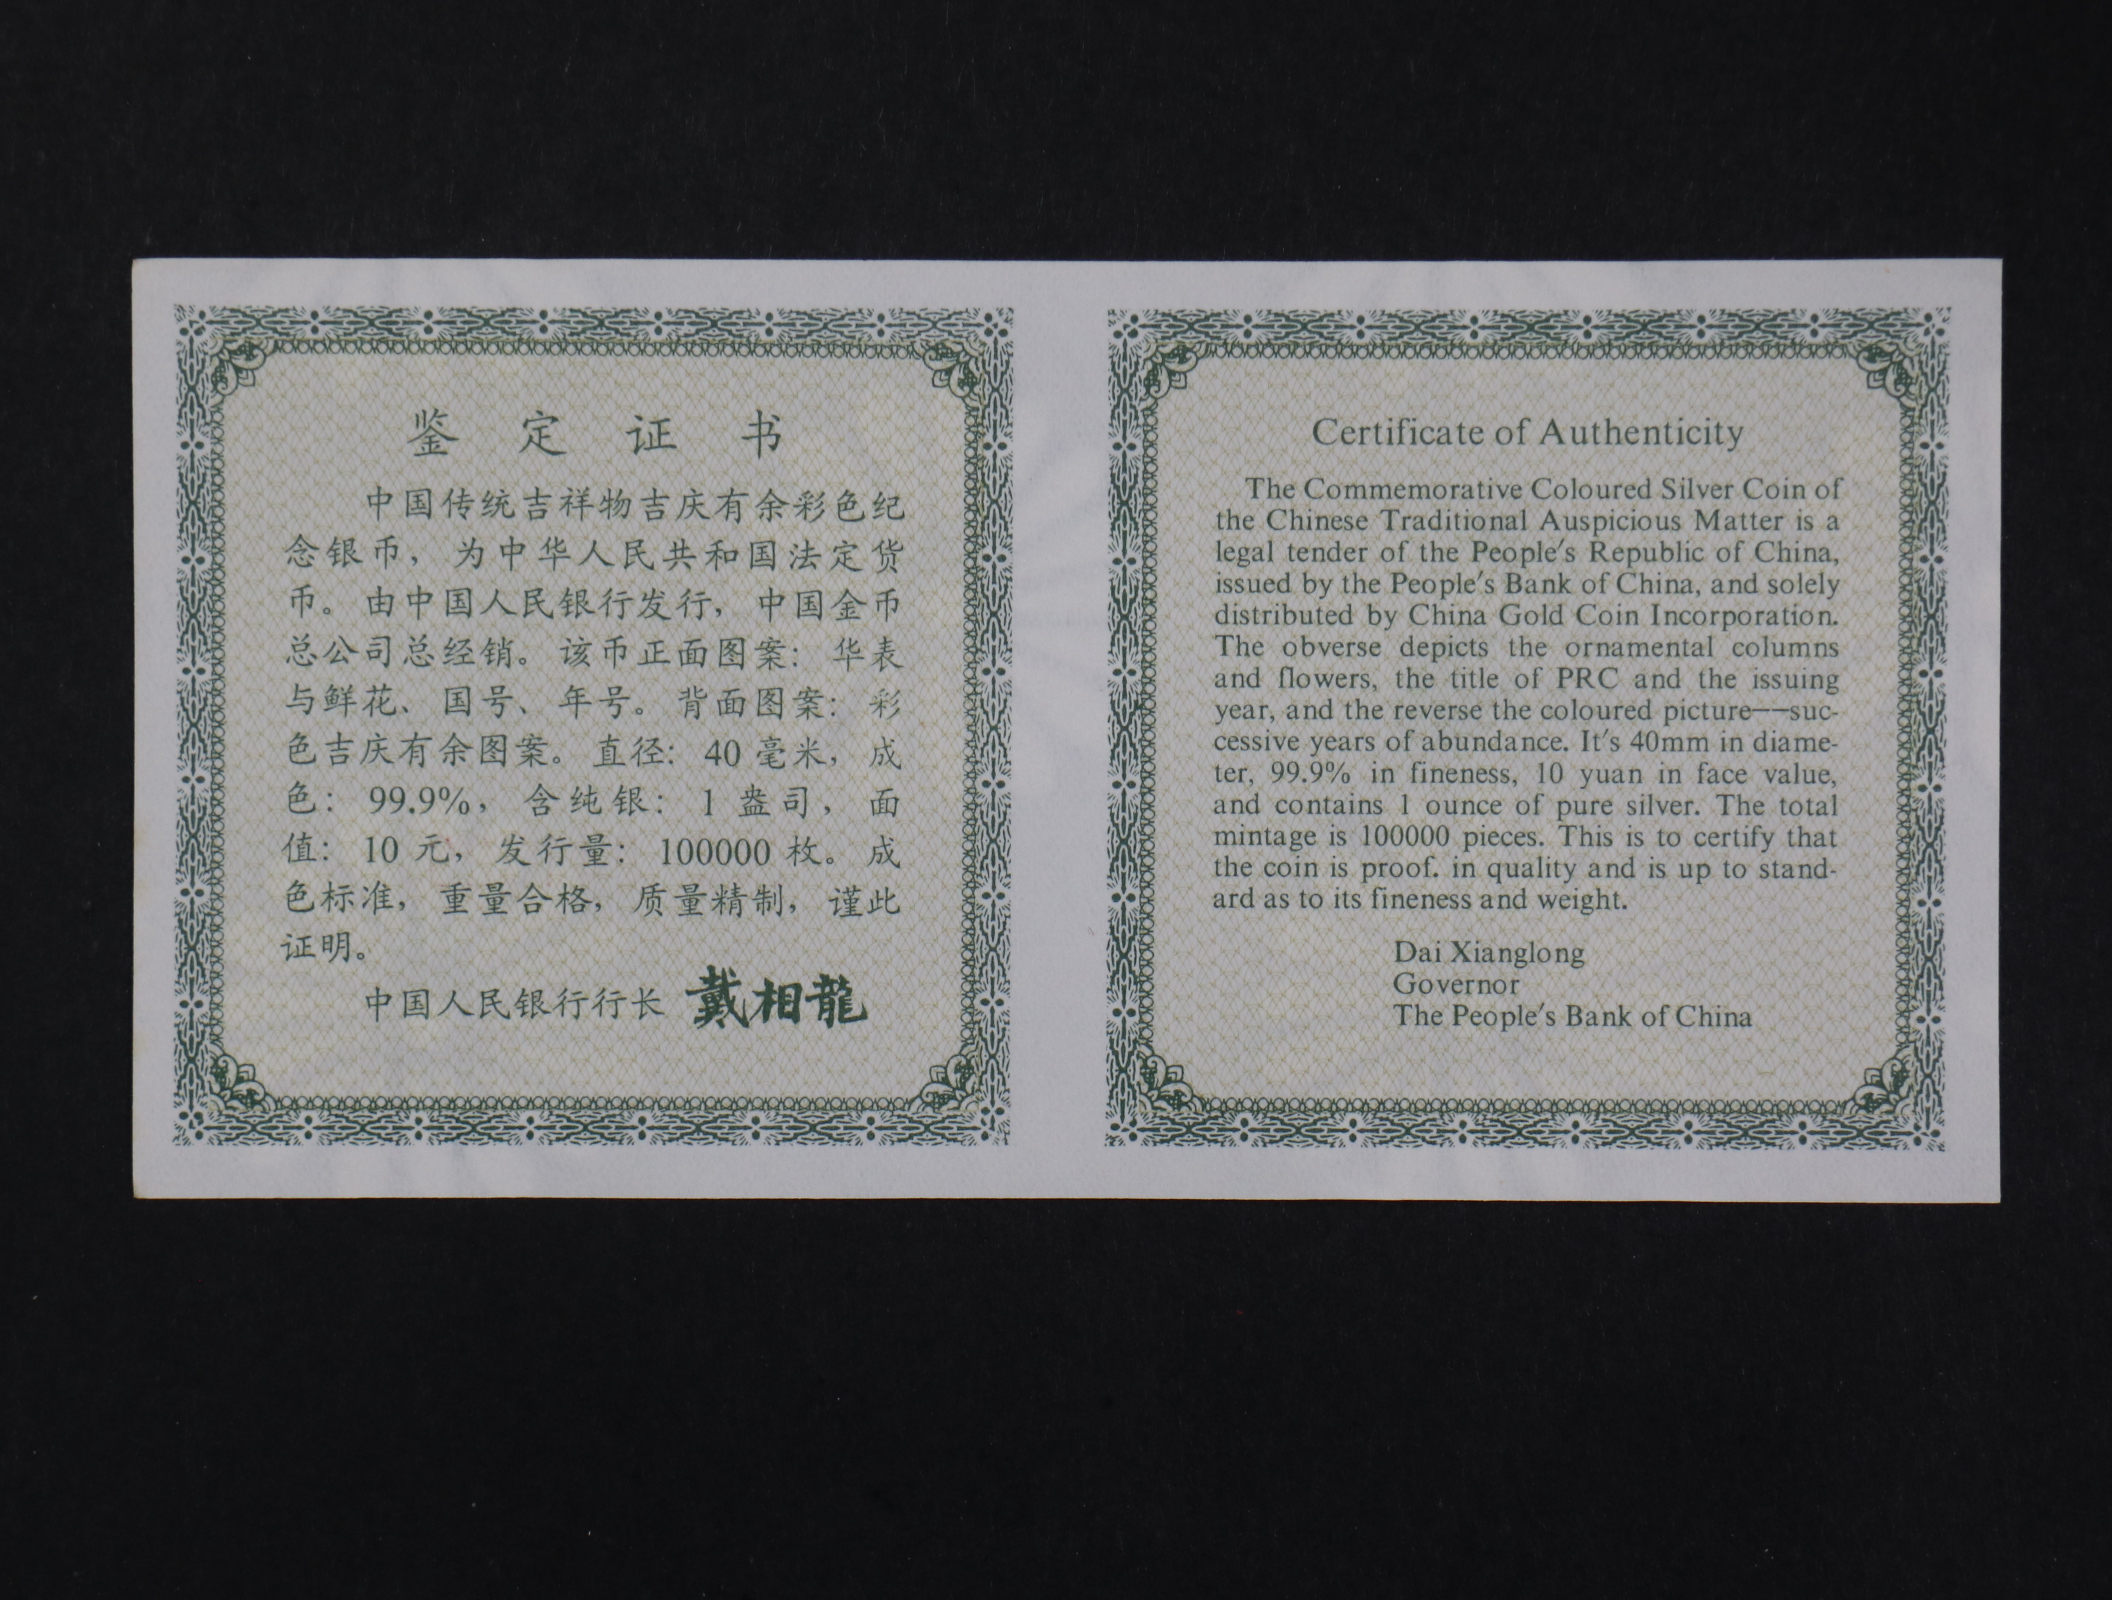 鉴定证书
中国传统吉祥物吉庆有余彩色纪
念银币，为中华人民共和国法定货
币。由中国人民银行发行，中国金币
总公司总经销。该币正面图案：华表
与鲜花、国号、年号。背面图案：彩
色吉庆有余图案。直径：40毫米，成
色：99.9%，含纯银：1盎司，面
值：10元，发行量：100000枚。成
色标准，重量合格，质量精制，谨此
证明。
中国人民银行行长 戴相龍
Certificate of Authenticity
The Commemorative Coloured Silver Coin of
the Chinese Traditional Auspicious Matter is a
legal tender of the People's Republic of China,
issued by the People's Bank of China, and solely
distributed by China Gold Coin Incorporation.
The obverse depicts the ornamental columns
and flowers, the title of PRC and the issuing
year, and the reverse the coloured picture——suc-
cessive years of abundance. It's 40mm in diame-
ter, 99.9% in fineness, 10 yuan in face value,
and contains 1 ounce of pure silver. The total
mintage is 100000 pieces. This is to certify that
the coin is proof. in quality and is up to stand-
ard as to its fineness and weight.
Dai Xianglong
Governor
The People's Bank of China